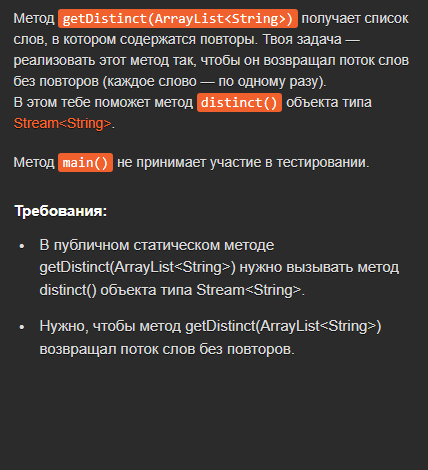 Метод getDistinct(ArrayList<String>) получает список
слов, в котором содержатся повторы. Твоя задача —
реализовать этот метод так, чтобы он возвращал поток слов
без повторов (каждое слово — по одному разу).
В этом тебе поможет метод distinct() объекта типа
Stream<String>.
Метод main() не принимает участие в тестировании.
Требования:
• В публичном статическом методе
getDistinct(ArrayList<String>) нужно вызывать метод
distinct() объекта типа Stream<String>.
• Нужно, чтобы метод getDistinct(ArrayList<String>)
возвращал поток слов без повторов.